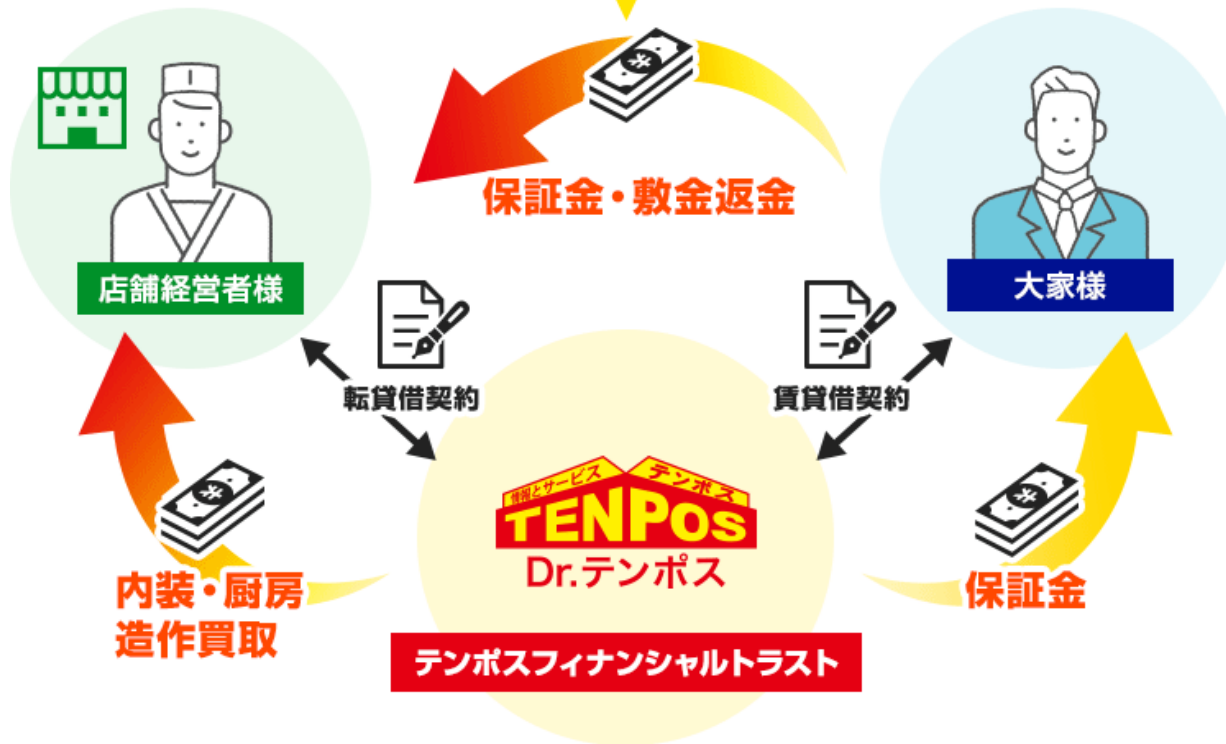 保証金・敷金返金
店舗経営者様
大家様
転貸借契約
賃貸借契約
情報とサービス
テンポス
TENPOS
Dr.テンポス
内装・厨房
造作買取
保証金
テンポスフィナンシャルトラスト